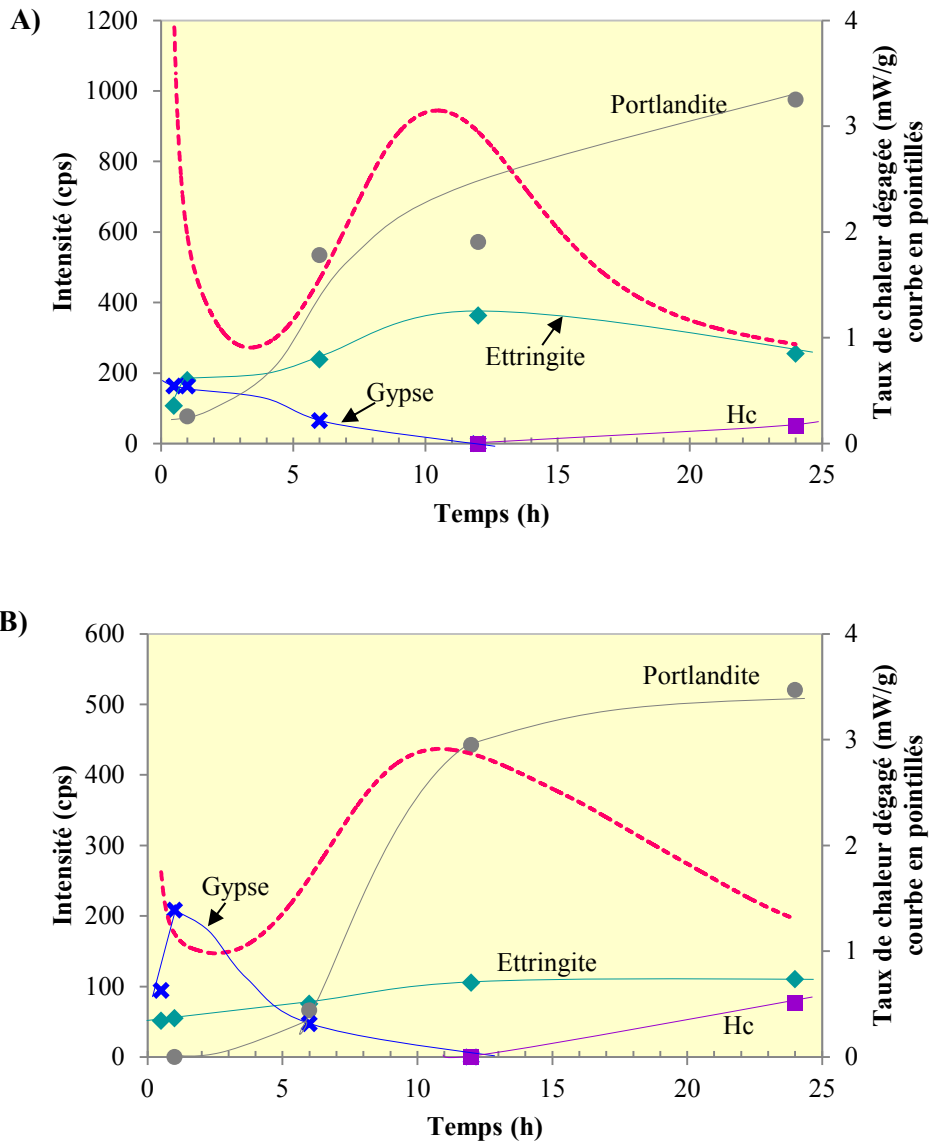 A)
1200
1000
800
600
400
200
0
Intensité (cps)
0 5 10 15 20 25
Temps (h)
4
3
2
1
0
Taux de chaleur dégagée (mW/g)
courbe en pointillés
Portlandite
Ettringite
Gypse
Hc
B)
600
500
400
300
200
100
0
Intensité (cps)
0 5 10 15 20 25
Temps (h)
4
3
2
1
0
Taux de chaleur dégagé (mW/g)
courbe en pointillés
Portlandite
Gypse
Ettringite
Hc